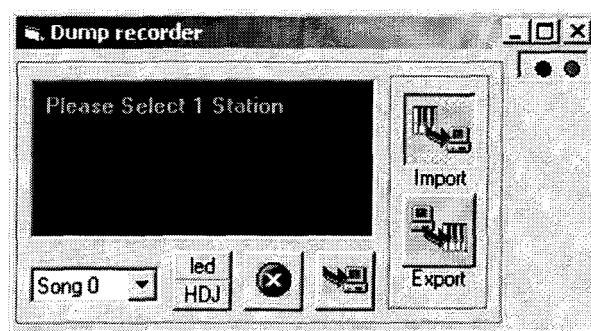 Dump recorder
Please Select 1 Station
Import
Export
Song 0
led
HDJ